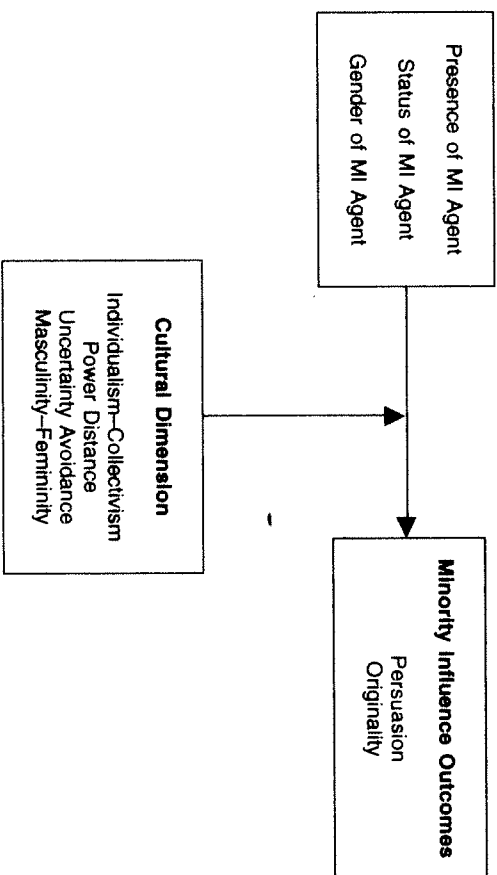 Presence of MI Agent
Status of MI Agent
Gender of MI Agent
Cultural Dimension
Individualism–Collectivism
Power Distance
Uncertainty Avoidance
Masculinity–Femininity
Minority Influence Outcomes
Persuasion
Originality